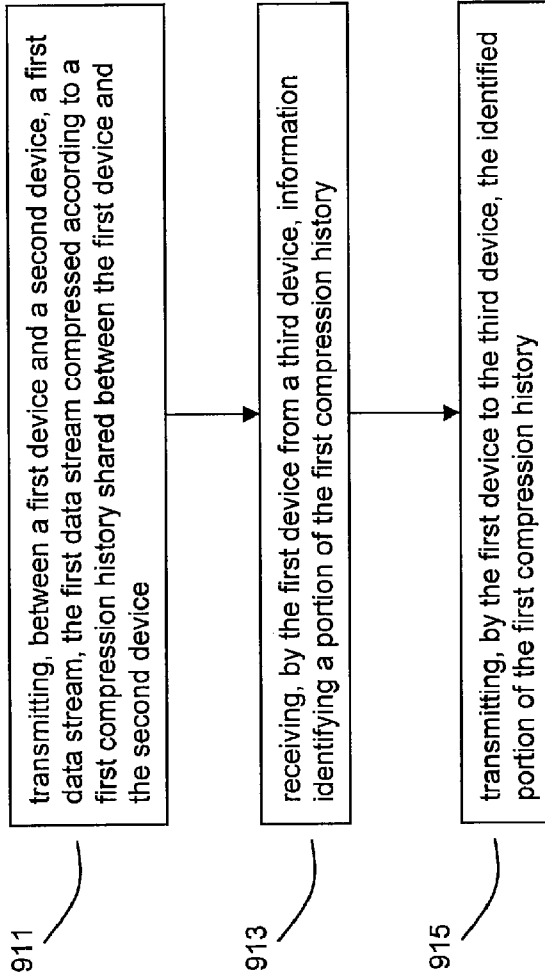 911
transmitting, between a first device and a second device, a first
data stream, the first data stream compressed according to a
first compression history shared between the first device and
the second device
913
receiving, by the first device from a third device, information
identifying a portion of the first compression history
915
transmitting, by the first device to the third device, the identified
portion of the first compression history